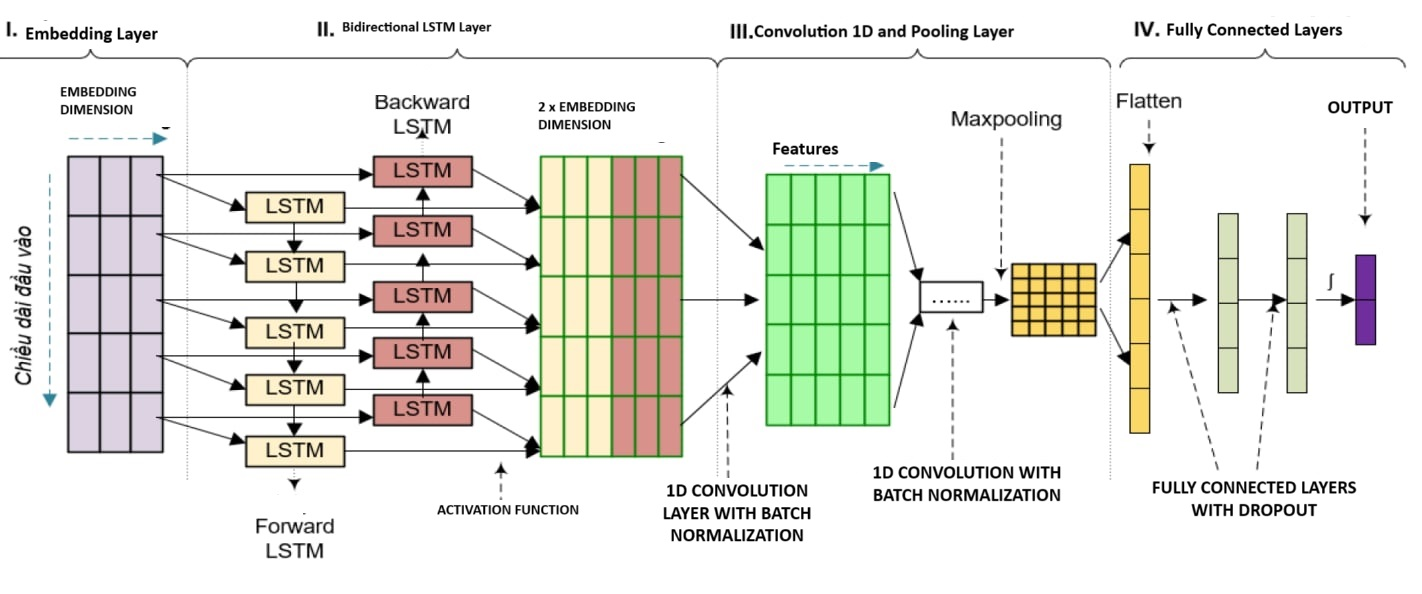 I. Embedding Layer
II. Bidirectional LSTM Layer
III.Convolution 1D and Pooling Layer
IV. Fully Connected Layers
EMBEDDING
DIMENSION
Chiều dài đầu vào
Backward
LSTM
LSTM
LSTM
LSTM
LSTM
LSTM
LSTM
LSTM
LSTM
LSTM
LSTM
Forward
LSTM
2 x EMBEDDING
DIMENSION
ACTIVATION FUNCTION
Features
1D CONVOLUTION
LAYER WITH BATCH
NORMALIZATION
......
Maxpooling
1D CONVOLUTION WITH
BATCH NORMALIZATION
Flatten
∫
OUTPUT
FULLY CONNECTED LAYERS
WITH DROPOUT